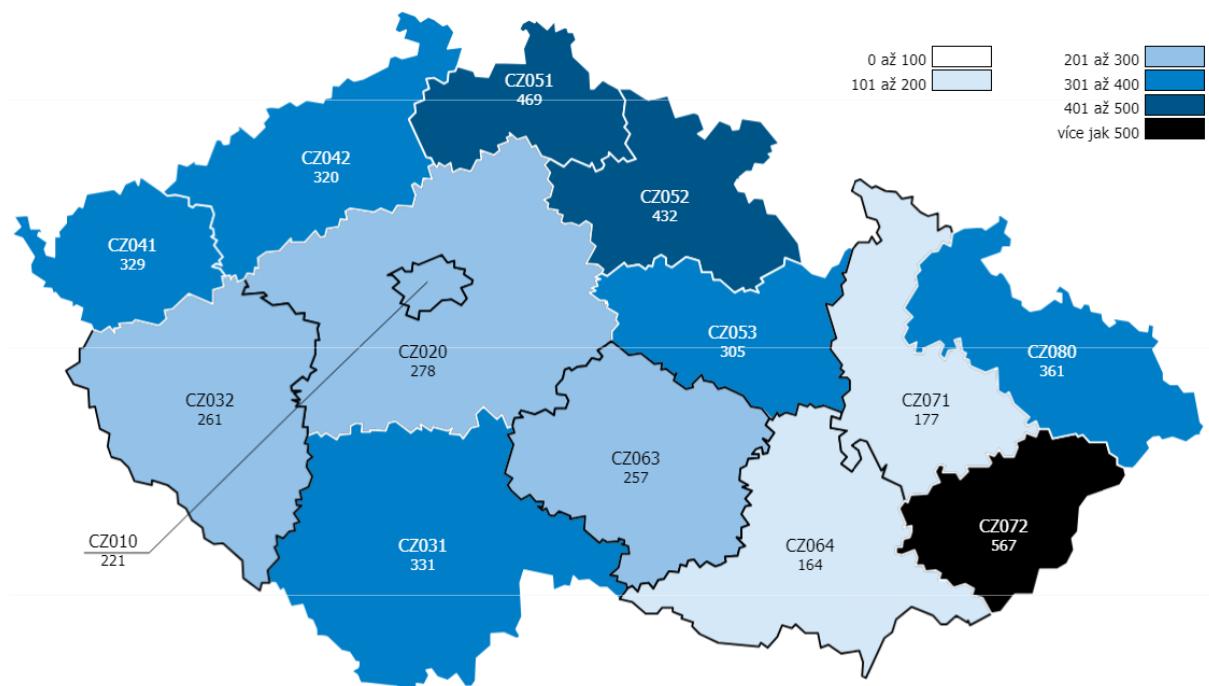 0 až 100
101 až 200
201 až 300
301 až 400
401 až 500
více jak 500
CZ051
469
CZ042
320
CZ052
432
CZ041
329
CZ053
305
CZ020
278
CZ080
361
CZ032
261
CZ071
177
CZ063
257
CZ010
221
CZ031
331
CZ064
164
CZ072
567